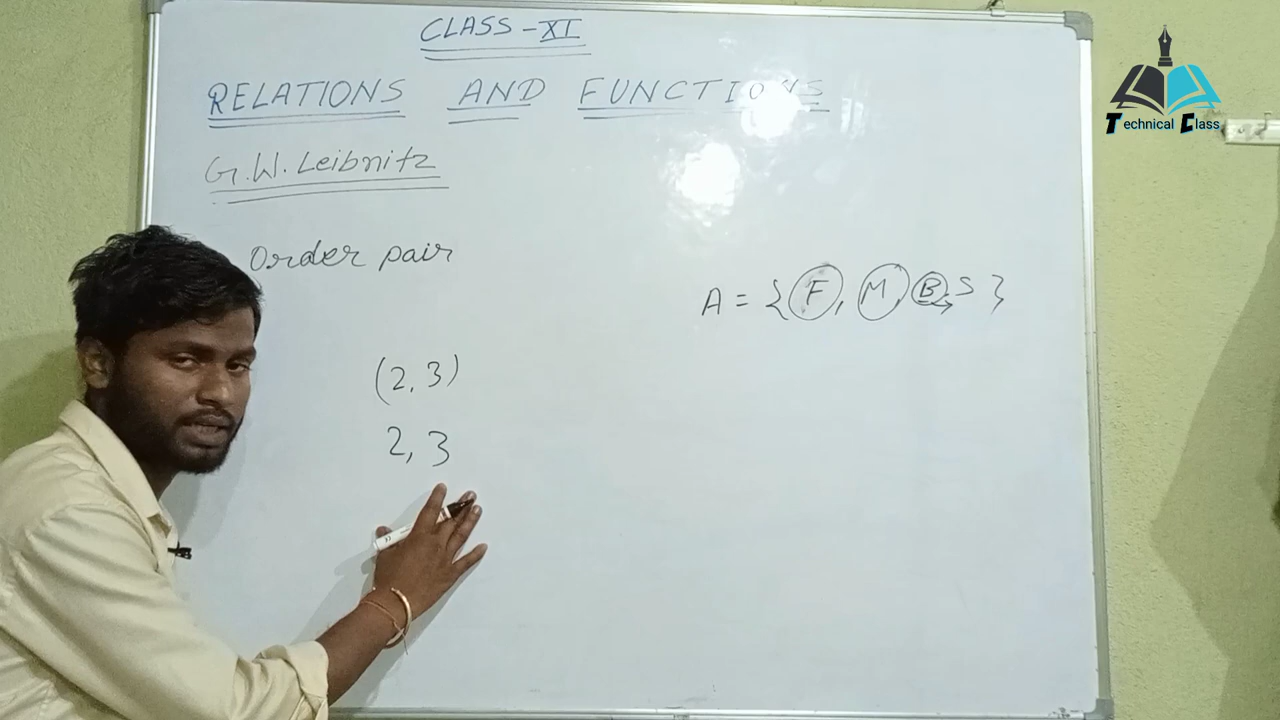 CLASS - XI
RELATIONS AND FUNCTIONS
G.W. Leibnitz
Order pair
A = {F, M, B, S}
(2, 3)
2, 3
Technical Class